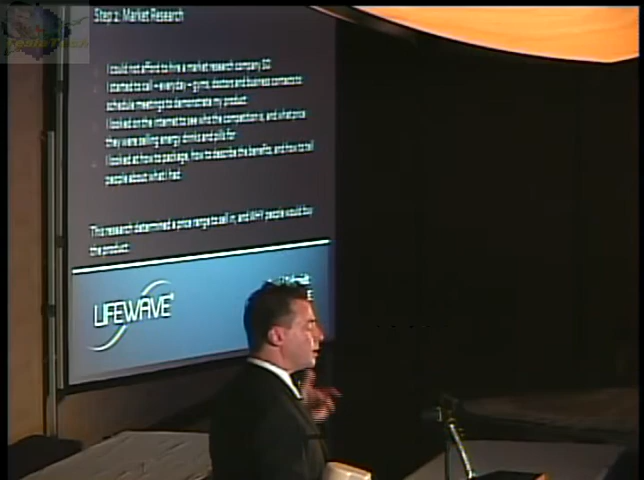 TeslaTech
Step 2: Market Research
I could not afford to hire a market research company SO
I started to call - everyday - gyms, doctors and business contacts to
schedule meetings to demonstrate my product
I looked on the internet to see who the competition is, and what price
they were selling energy drinks and pills for
I looked at how to package, how to describe the benefits, and how to tell
people about what I had
This research determined a price range to sell in, and WHY people would buy
the product
LIFEWAVE